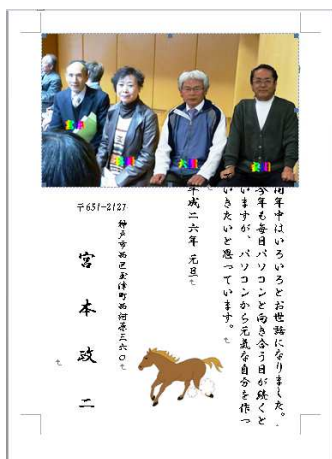 旧年中はいろいろとお世話になりました。
今年も毎日パソコンと向き合う日が続くと
いますが、パソコンから元気な自分を作っ
いきたいと思っています。
平成二六年 元旦
神戸市西区玉津町西河原三六〇
〒651-2127
宮本政二